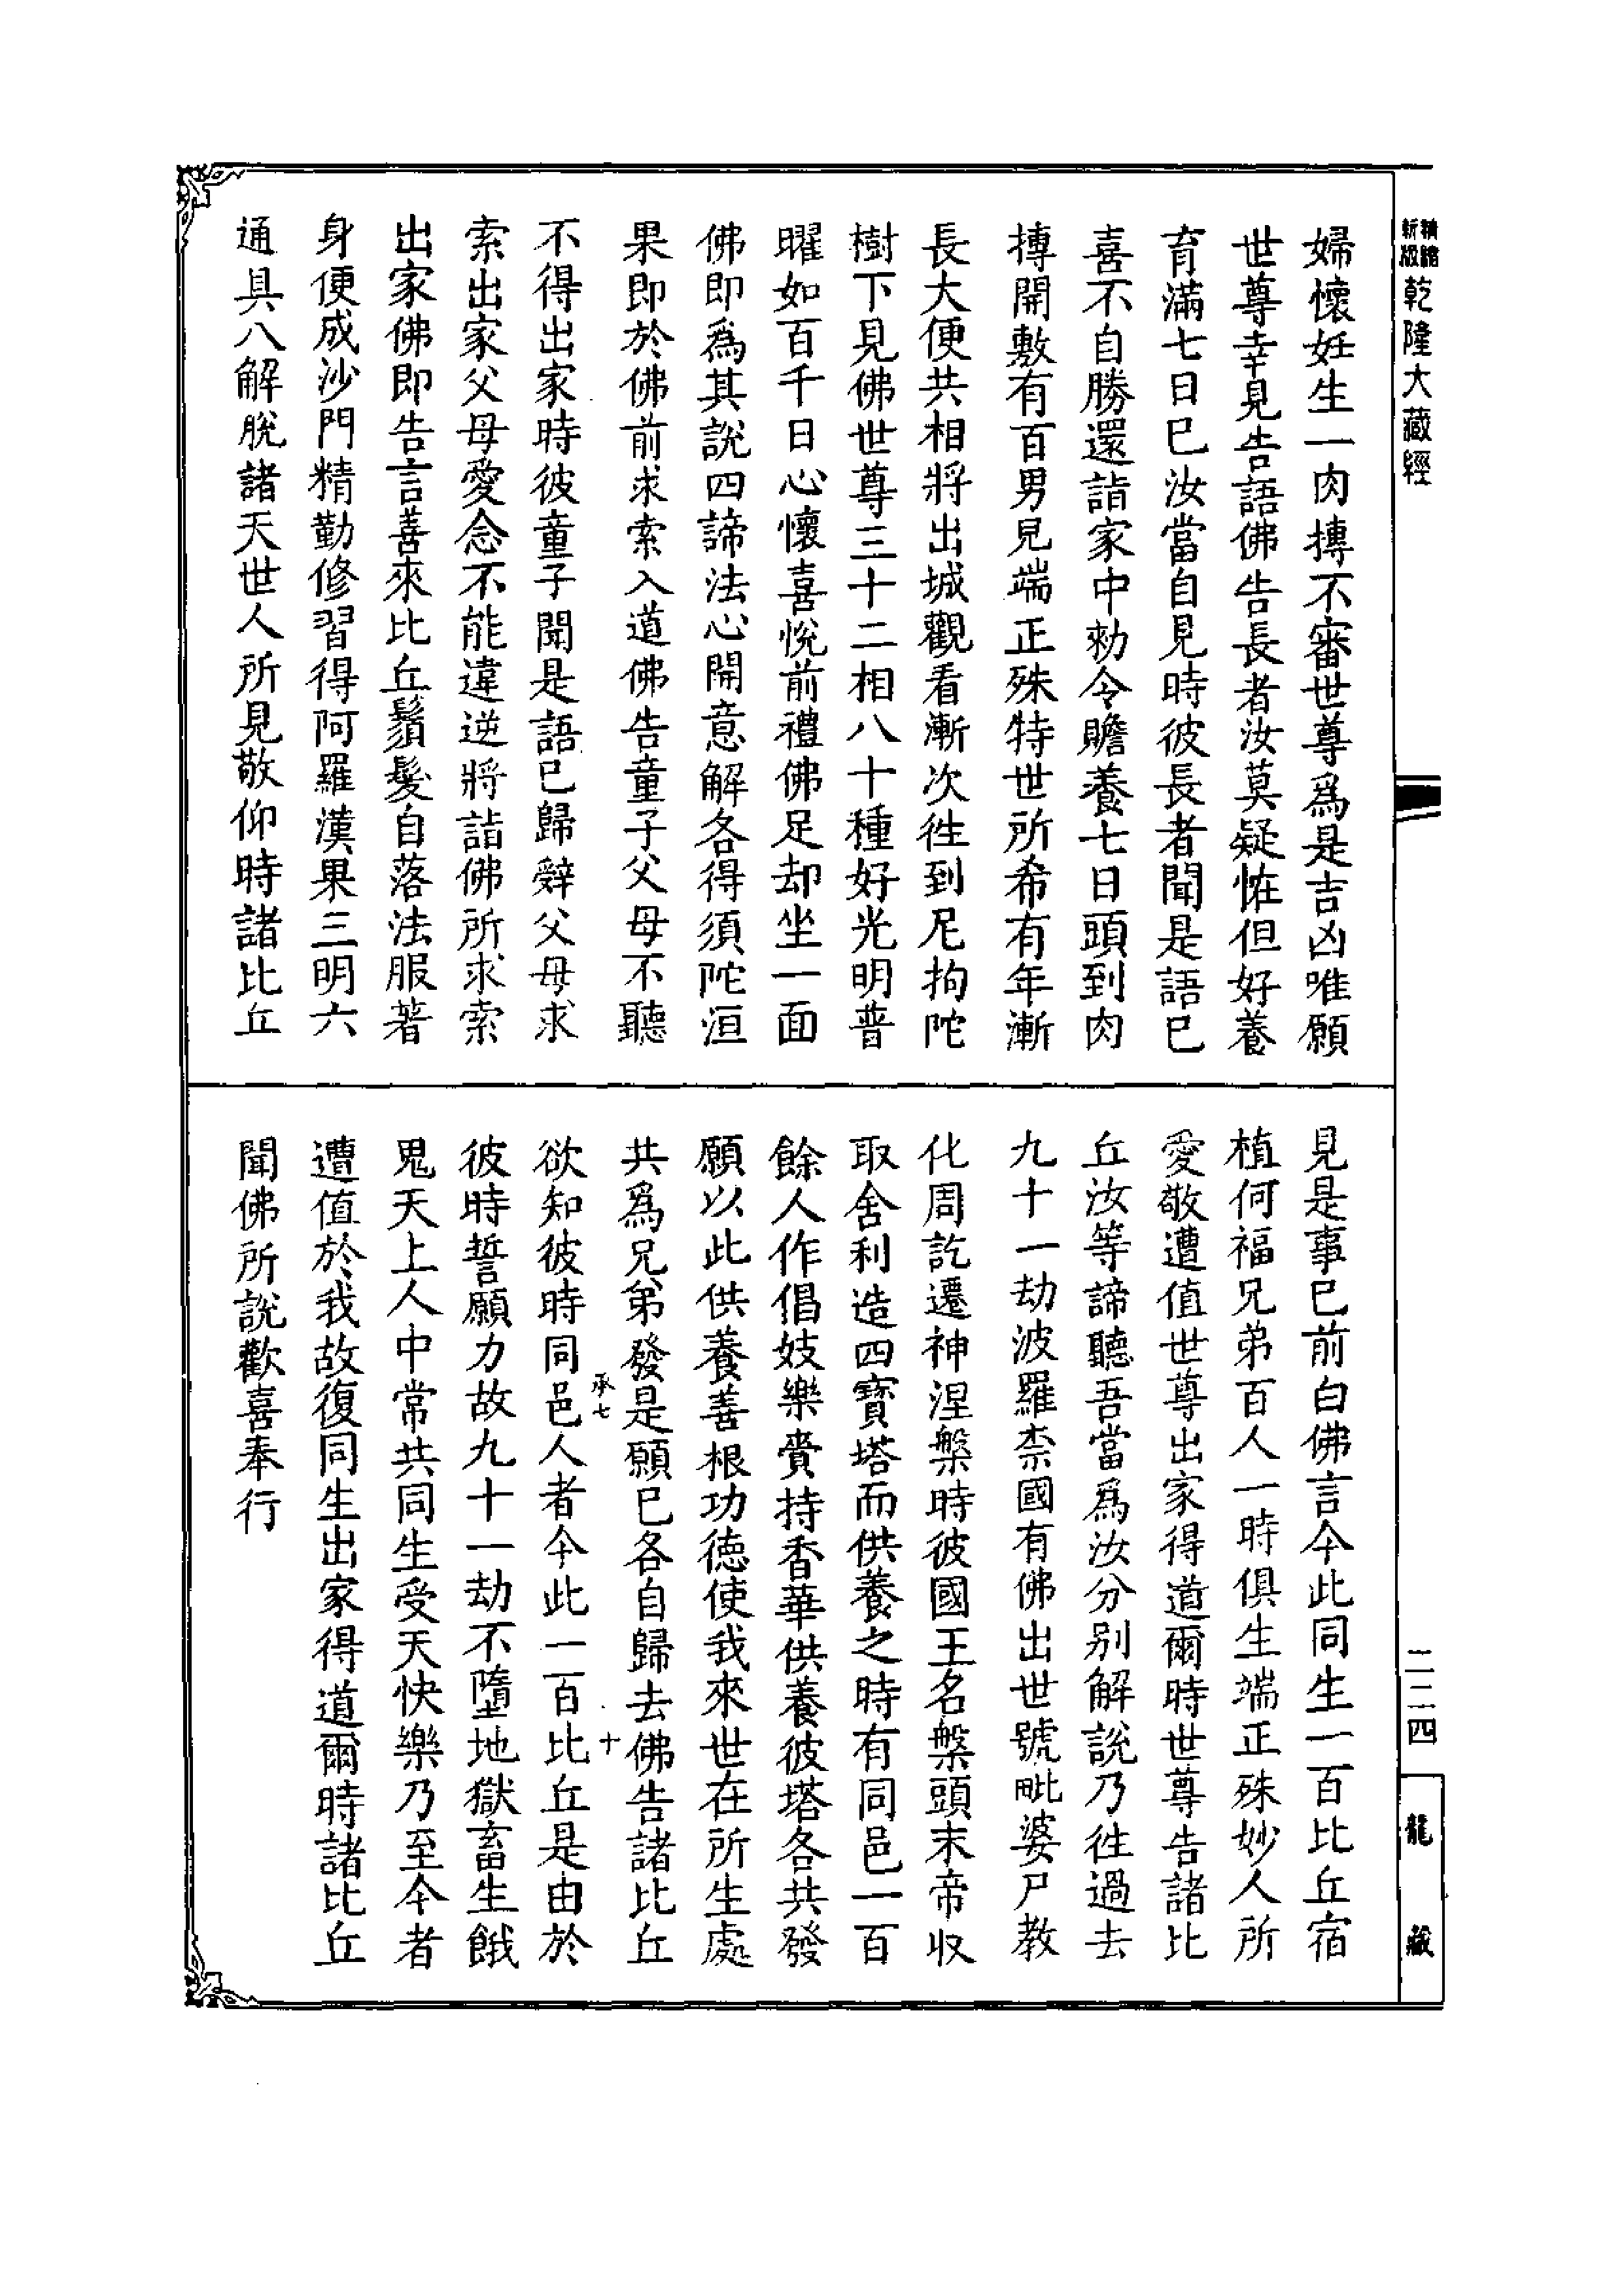 乾隆大藏經
婦懷妊生一肉摶不審世尊爲是吉凶唯願
世尊幸見告語佛告長者汝莫疑恠但好養
育滿七日已汝當自見時彼長者聞是語已
喜不自勝還詣家中勑令贍養七日頭到肉
摶開敷有百男兒端正殊特世所希有年漸
長大便共相將出城觀看漸次徃到尼拘陀
樹下見佛世尊三十二相八十種好光明普
曜如百千日心懷喜悅前禮佛足却坐一面
佛即爲其說四諦法心開意解各得須陀洹
果即於佛前求索入道佛告童子父母不聽
不得出家時彼童子聞是語已歸辭父母求
索出家父母愛念不能違逆將詣佛所求索
出家佛即告言善來比丘鬚髮自落法服著
身便成沙門精勤修習得阿羅漢果三明六
通具八解脫諸天世人所見敬仰時諸比丘
見是事已前白佛言今此同生一百比丘宿
植何福兄弟百人一時俱生端正殊妙人所
愛敬遭值世尊出家得道爾時世尊告諸比
丘汝等諦聽吾當爲汝分别解說乃徃過去
九十一劫波羅柰國有佛出世號毗婆尸教
化周訖遷神涅槃時彼國王名槃頭末帝收
取舍利造四寶塔而供養之時有同邑一百
餘人作倡妓樂賷持香華供養彼塔各共發
願以此供養善根功德使我來世在所生處
共爲兄弟發是願已各自歸去佛告諸比丘
承七
十
欲知彼時同邑人者今此一百比丘是由於
彼時誓願力故九十一劫不墮地獄畜生餓
鬼天上人中常共同生受天快樂乃至今者
遭值於我故復同生出家得道爾時諸比丘
聞佛所說歡喜奉行
二二四
龍藏